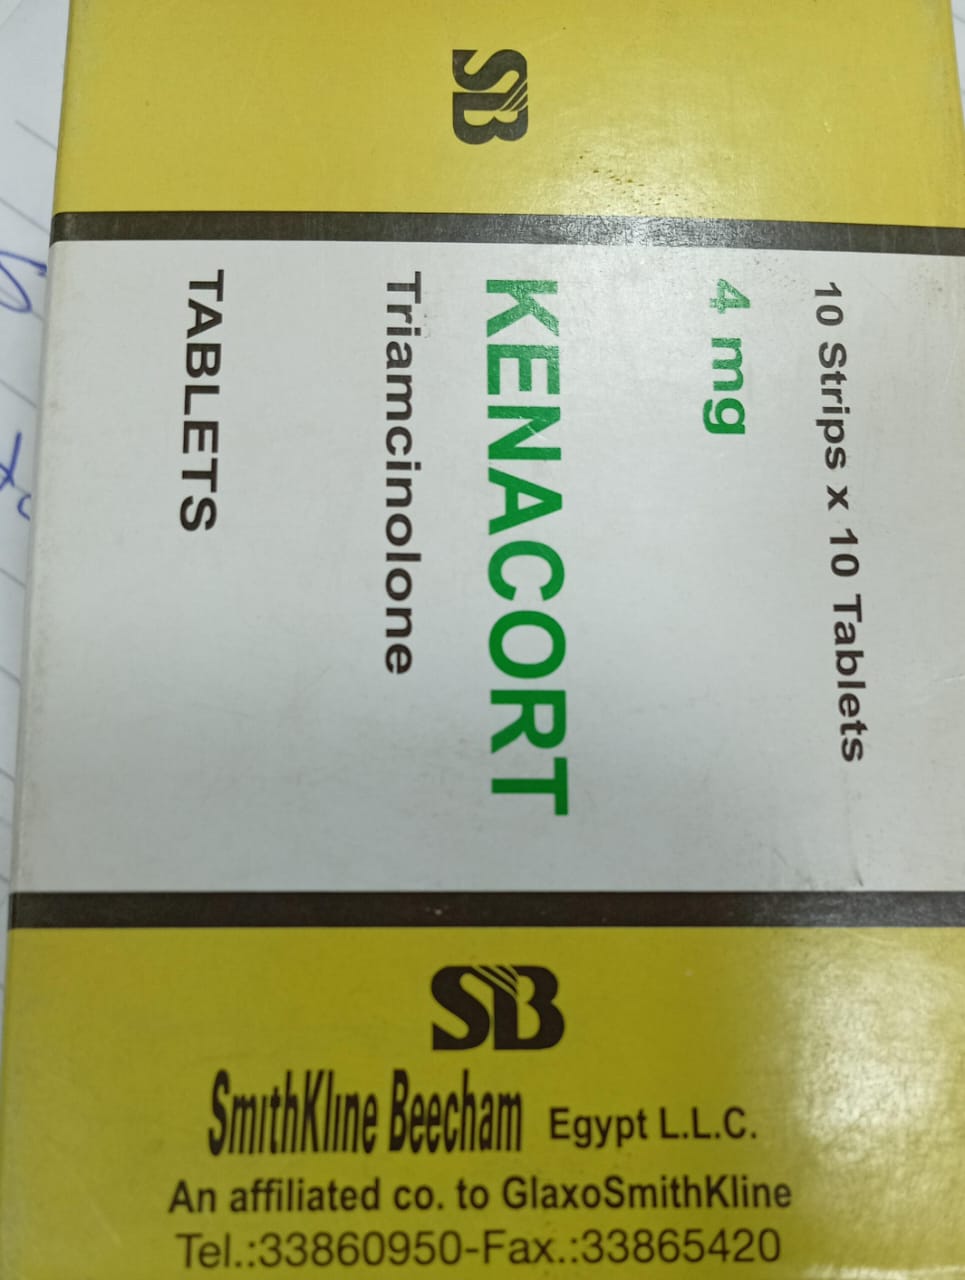 SB
10 Strips x 10 Tablets
4 mg
KENACORT
Triamcinolone
TABLETS
SB
SmithKline Beecham Egypt L.L.C.
An affiliated co. to GlaxoSmithKline
Tel.:33860950-Fax.:33865420